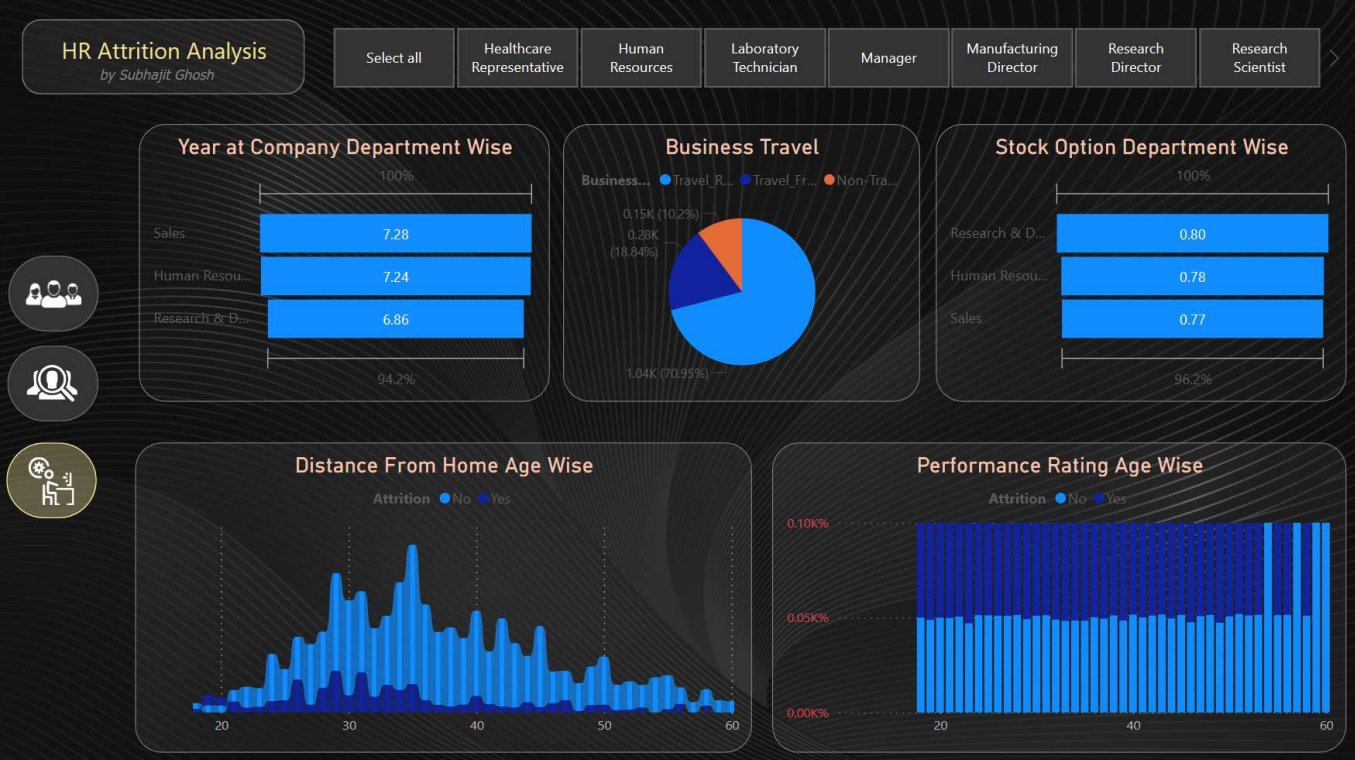 HR Attrition Analysis
by Subhajit Ghosh
Select all
Healthcare
Representative
Human
Resources
Laboratory
Technician
Manager
Manufacturing
Director
Research
Director
Research
Scientist
Year at Company Department Wise
100%
Sales
7.28
Human Resou...
7.24
Research & D...
6.86
94.2%
Business Travel
Business... Travel_R... Travel_Fr... Non-Tra...
0.15K (10.2%)
0.28K
(18.84%)
1.04K (70.95%)
Stock Option Department Wise
100%
Research & D...
0.80
Human Resou...
0.78
Sales
0.77
96.2%
Distance From Home Age Wise
Attrition No Yes
20 30 40 50 60
Performance Rating Age Wise
Attrition No Yes
0.10K%
0.05K%
0.00K%
20 40 60